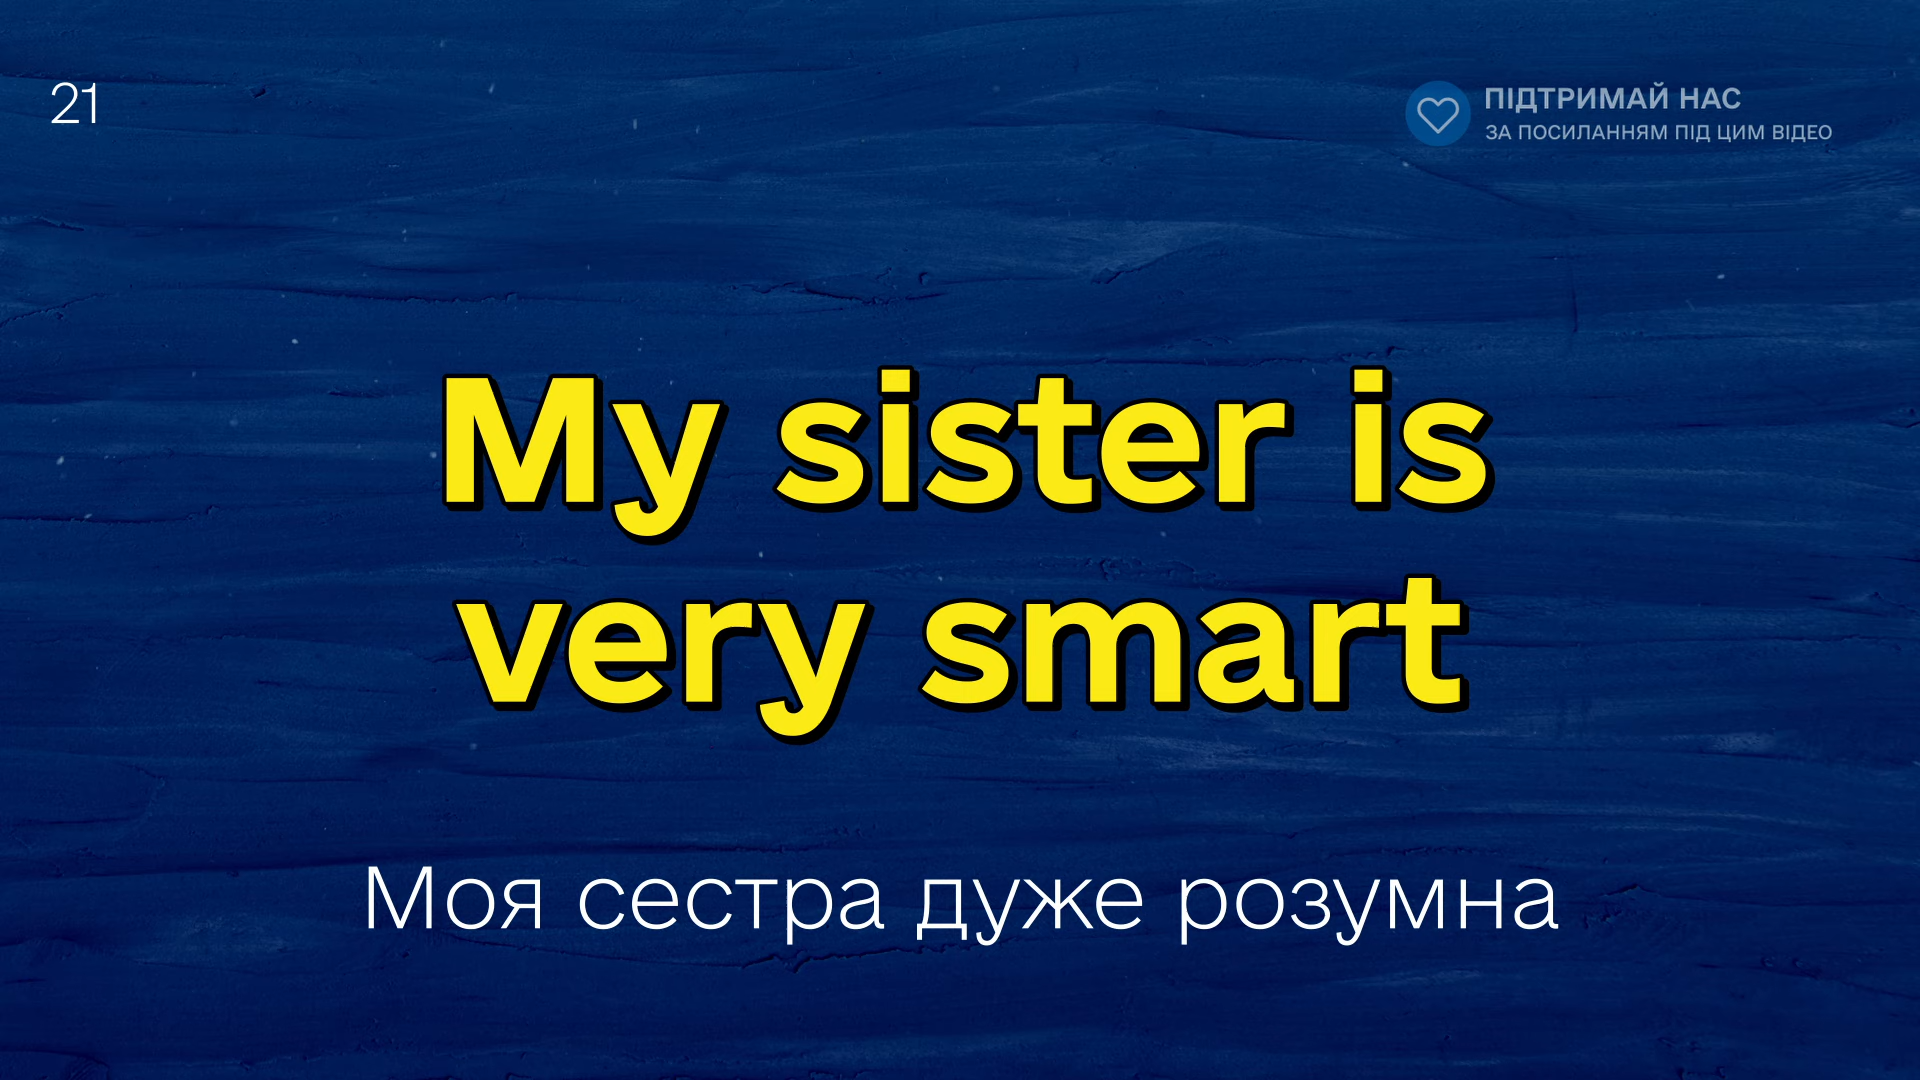 21
ПІДТРИМАЙ НАС
ЗА ПОСИЛАННЯМ ПІД ЦИМ ВІДЕО
My sister is
very smart
Моя сестра дуже розумна